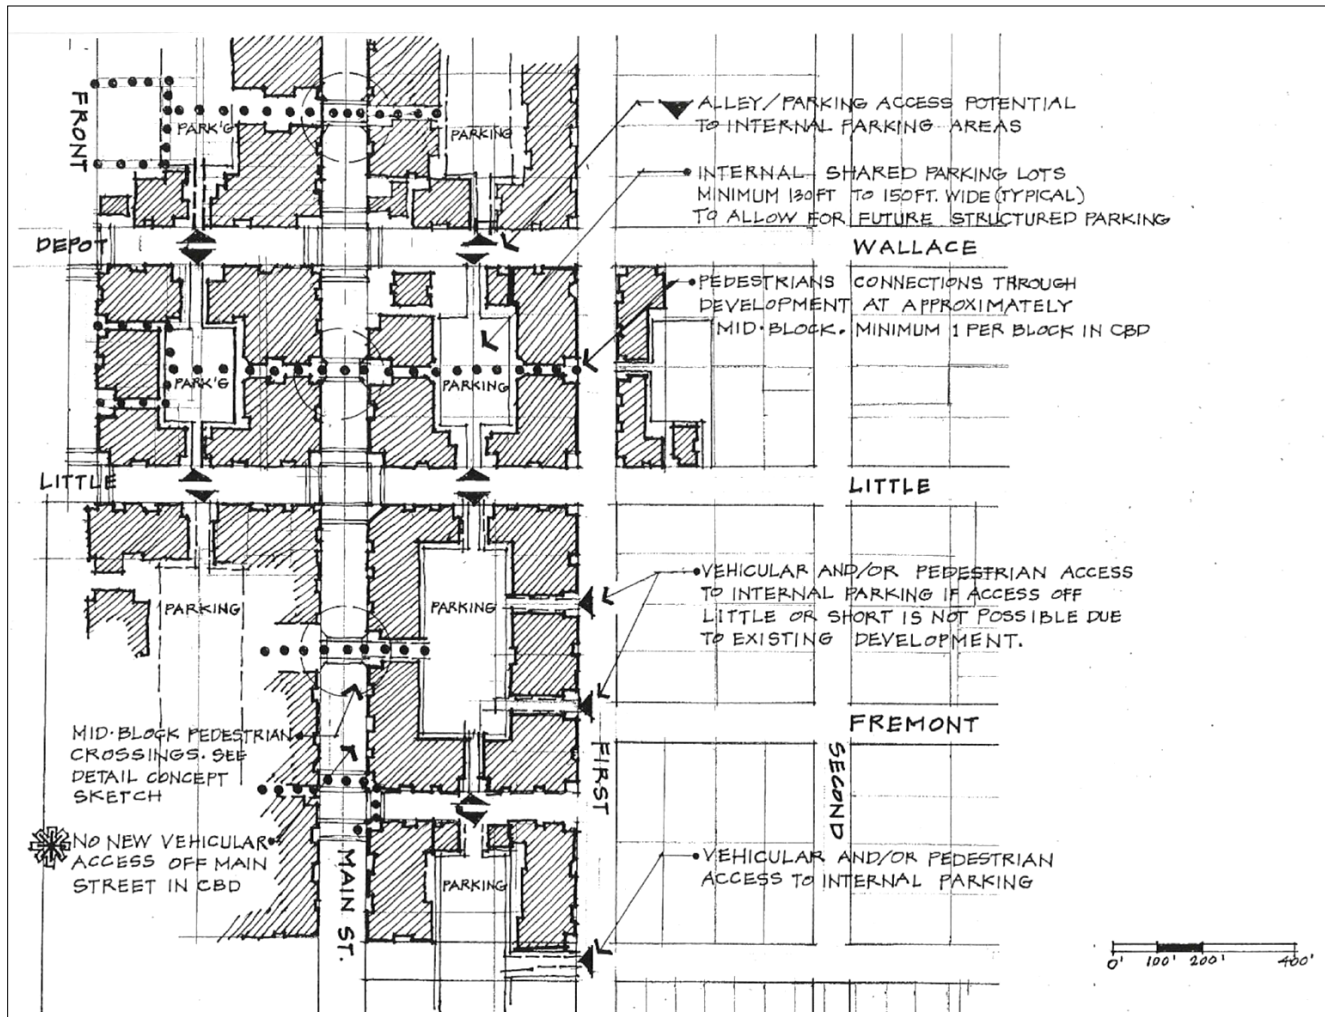 FRONT
PARK'G
PARKING
ALLEY/PARKING ACCESS POTENTIAL
TO INTERNAL PARKING AREAS
INTERNAL SHARED PARKING LOTS
MINIMUM 130FT TO 150FT. WIDE (TYPICAL)
TO ALLOW FOR FUTURE STRUCTURED PARKING
DEPOT
WALLACE
PEDESTRIANS CONNECTIONS THROUGH
DEVELOPMENT AT APPROXIMATELY
MID-BLOCK. MINIMUM 1 PER BLOCK IN CBD
PARK'G
PARKING
LITTLE
LITTLE
PARKING
PARKING
VEHICULAR AND/OR PEDESTRIAN ACCESS
TO INTERNAL PARKING IF ACCESS OFF
LITTLE OR SHORT IS NOT POSSIBLE DUE
TO EXISTING DEVELOPMENT.
MID-BLOCK PEDESTRIAN
CROSSINGS. SEE
DETAIL CONCEPT
SKETCH
FREMONT
FIRST
SECOND
NO NEW VEHICULAR
ACCESS OFF MAIN
STREET IN CBD
MAIN ST.
PARKING
VEHICULAR AND/OR PEDESTRIAN
ACCESS TO INTERNAL PARKING
0' 100' 200' 400'